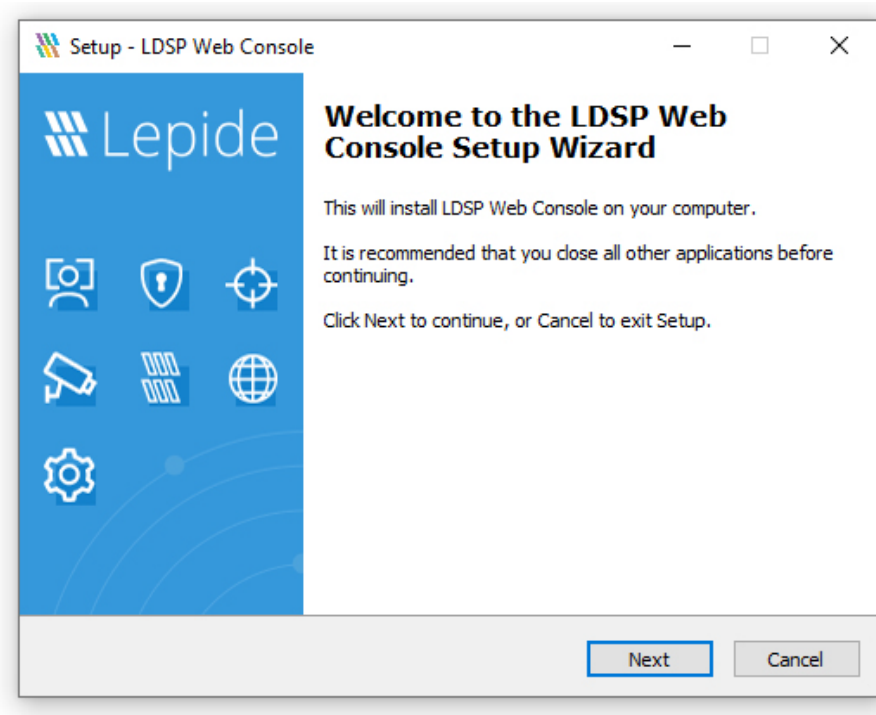 Setup - LDSP Web Console
Lepide
Welcome to the LDSP Web
Console Setup Wizard
This will install LDSP Web Console on your computer.
It is recommended that you close all other applications before
continuing.
Click Next to continue, or Cancel to exit Setup.
Next
Cancel